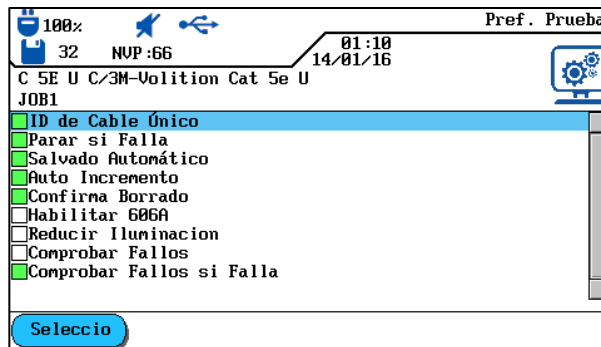 100%
Pref. Prueba
32 NVP:66
01:10
14/01/16
C 5E U C/3M-Volition Cat 5e U
JOB1
ID de Cable Único
Parar si Falla
Salvado Automático
Auto Incremento
Confirma Borrado
Habilitar 606A
Reducir Iluminacion
Comprobar Fallos
Comprobar Fallos si Falla
Seleccio